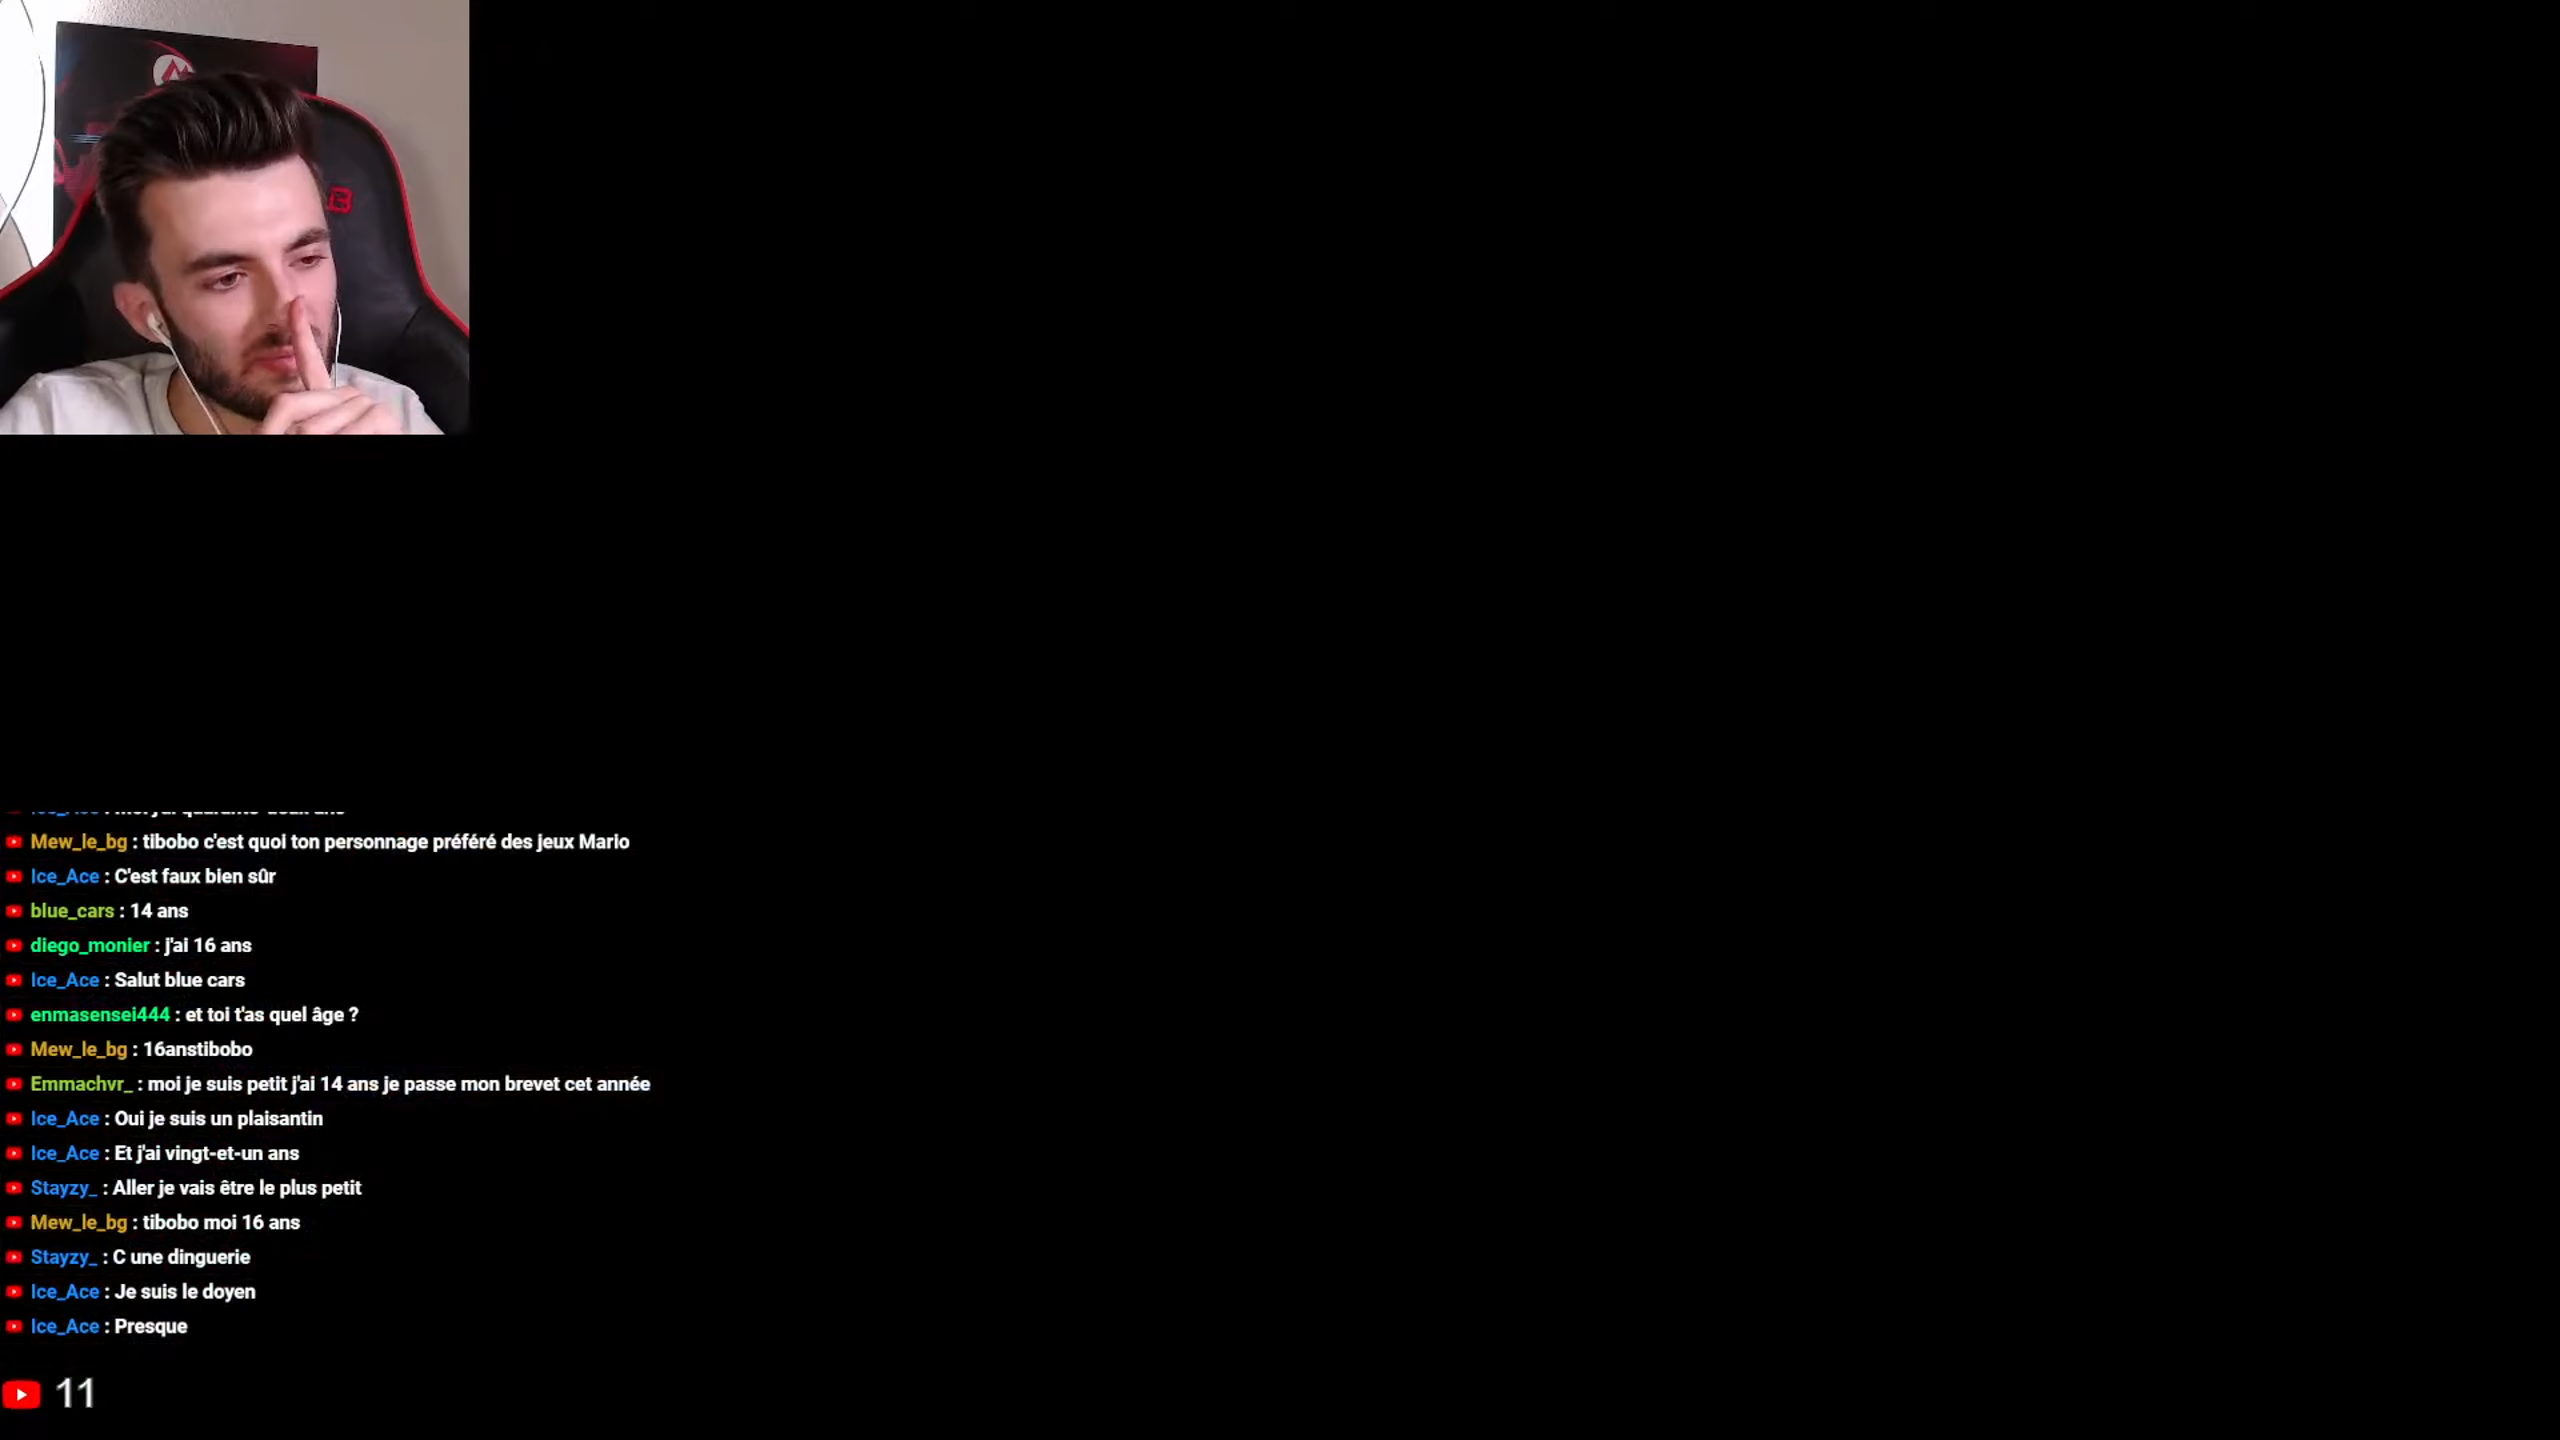 Mew_le_bg : tibobo c'est quoi ton personnage préféré des jeux Mario
Ice_Ace : C'est faux bien sûr
blue_cars : 14 ans
diego_monier : j'ai 16 ans
Ice_Ace : Salut blue cars
enmasensei444 : et toi t'as quel âge ?
Mew_le_bg : 16anstibobo
Emmachvr_ : moi je suis petit j'ai 14 ans je passe mon brevet cet année
Ice_Ace : Oui je suis un plaisantin
Ice_Ace : Et j'ai vingt-et-un ans
Stayzy_ : Aller je vais être le plus petit
Mew_le_bg : tibobo moi 16 ans
Stayzy_ : C une dinguerie
Ice_Ace : Je suis le doyen
Ice_Ace : Presque
11